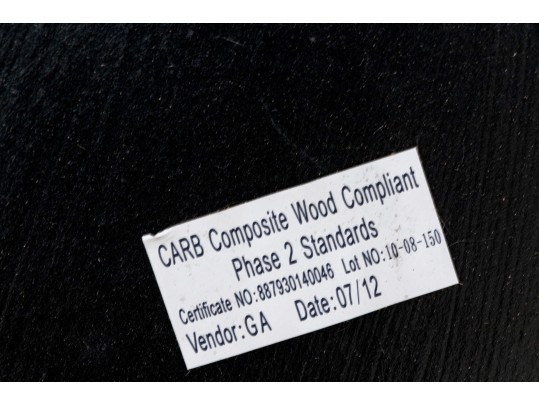 CARB Composite Wood Compliant
Phase 2 Standards
Certificate NO:887930140046 Lot NO:10-08-150
Vendor:GA Date:07/12